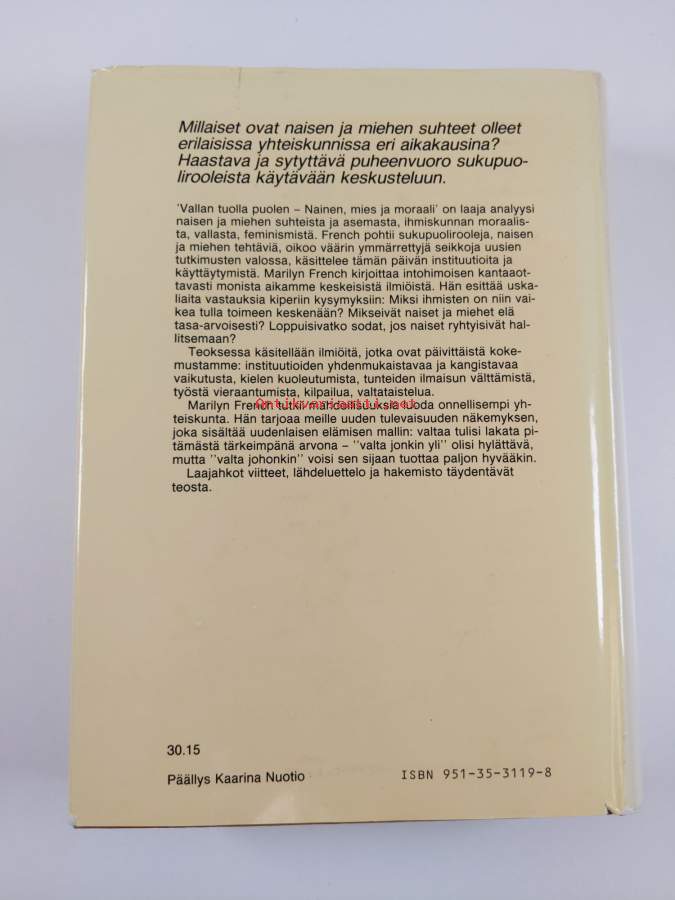 Millaiset ovat naisen ja miehen suhteet olleet
erilaisissa yhteiskunnissa eri aikakausina?
Haastava ja sytyttävä puheenvuoro sukupuo-
lirooleista käytävään keskusteluun.
'Vallan tuolla puolen – Nainen, mies ja moraali' on laaja analyysi
naisen ja miehen suhteista ja asemasta, ihmiskunnan moraalis-
ta, vallasta, feminismistä. French pohtii sukupuolirooleja, naisen
ja miehen tehtäviä, oikoo väärin ymmärrettyjä seikkoja uusien
tutkimusten valossa, käsittelee tämän päivän instituutioita ja
käyttäytymistä. Marilyn French kirjoittaa intohimoisen kantaaot-
tavasti monista aikamme keskeisistä ilmiöistä. Hän esittää uska-
liaita vastauksia kiperiin kysymyksiin: Miksi ihmisten on niin vai-
kea tulla toimeen keskenään? Mikseivät naiset ja miehet elä
tasa-arvoisesti? Loppuisivatko sodat, jos naiset ryhtyisivät hal-
litsemaan?
Teoksessa käsitellään ilmiöitä, jotka ovat päivittäistä koke-
mustamme: instituutioiden yhdenmukaistavaa ja kangistavaa
vaikutusta, kielen kuoleutumista, tunteiden ilmaisun välttämistä,
työstä vieraantumista, kilpailua, valtataistelua.
Antikvariaatti.net
Marilyn French tutkii mahdollisuuksia luoda onnellisempi yh-
teiskunta. Hän tarjoaa meille uuden tulevaisuuden näkemyksen,
joka sisältää uudenlaisen elämisen mallin: valtaa tulisi lakata pi-
tämästä tärkeimpänä arvona – ''valta jonkin yli'' olisi hylättävä,
mutta ''valta johonkin'' voisi sen sijaan tuottaa paljon hyvääkin.
Laajahkot viitteet, lähdeluettelo ja hakemisto täydentävät
teosta.
30.15
Päällys Kaarina Nuotio
ISBN 951-35-3119-8